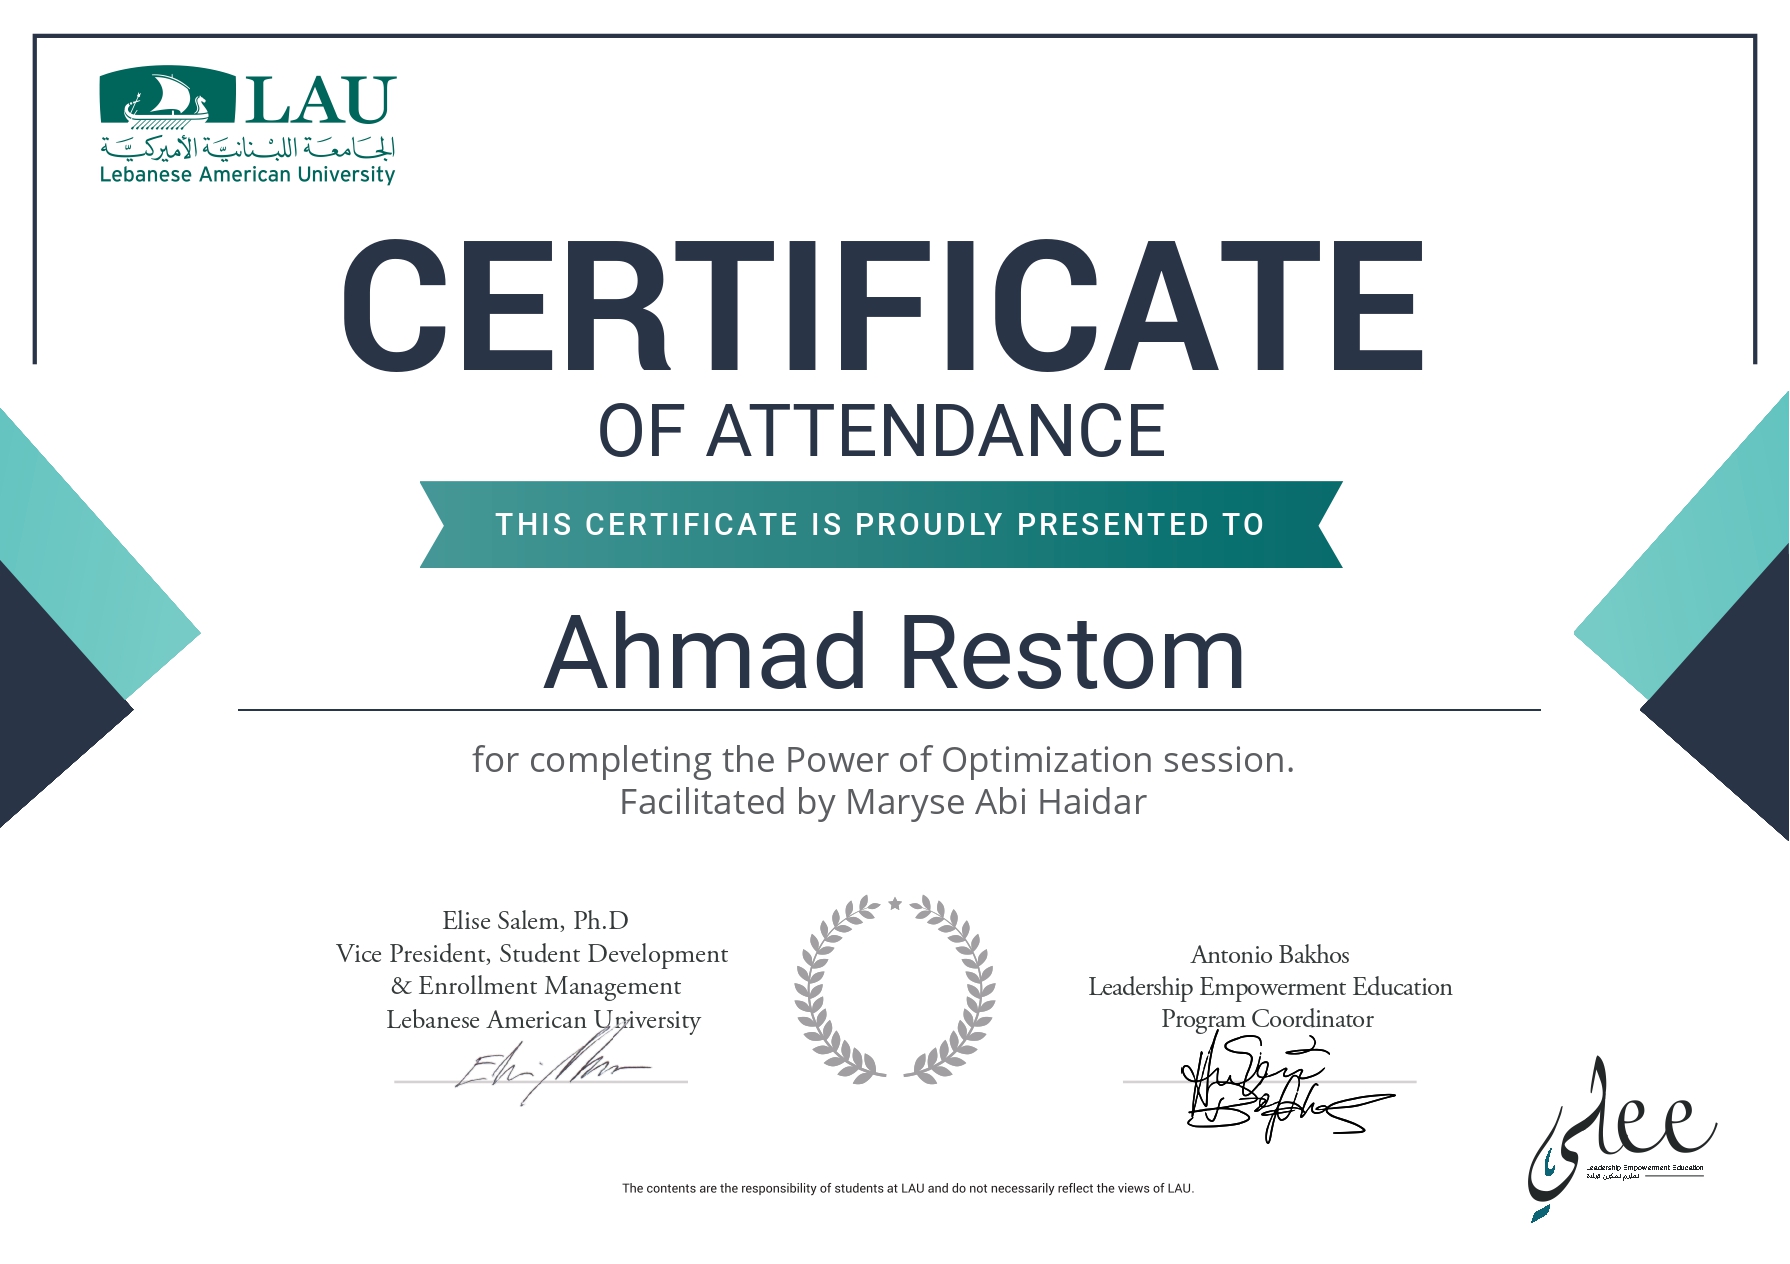 LAU
الجامعة اللبنانية الأميركية
Lebanese American University
CERTIFICATE
OF ATTENDANCE
THIS CERTIFICATE IS PROUDLY PRESENTED TO
Ahmad Restom
for completing the Power of Optimization session.
Facilitated by Maryse Abi Haidar
Elise Salem, Ph.D
Vice President, Student Development
& Enrollment Management
Lebanese American University
Antonio Bakhos
Leadership Empowerment Education
Program Coordinator
lee
Leadership Empowerment Education
The contents are the responsibility of students at LAU and do not necessarily reflect the views of LAU.